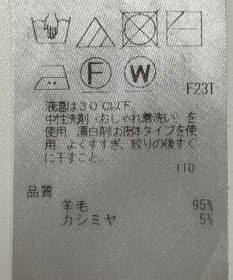 F W
F23T
液温は30℃以下、
中性洗剤（おしゃれ着洗い）を
使用、漂白剤は液体タイプを使
用。よくすすぎ、絞りの後すぐ
に干すこと。
110
品質
羊毛 95%
カシミヤ 5%